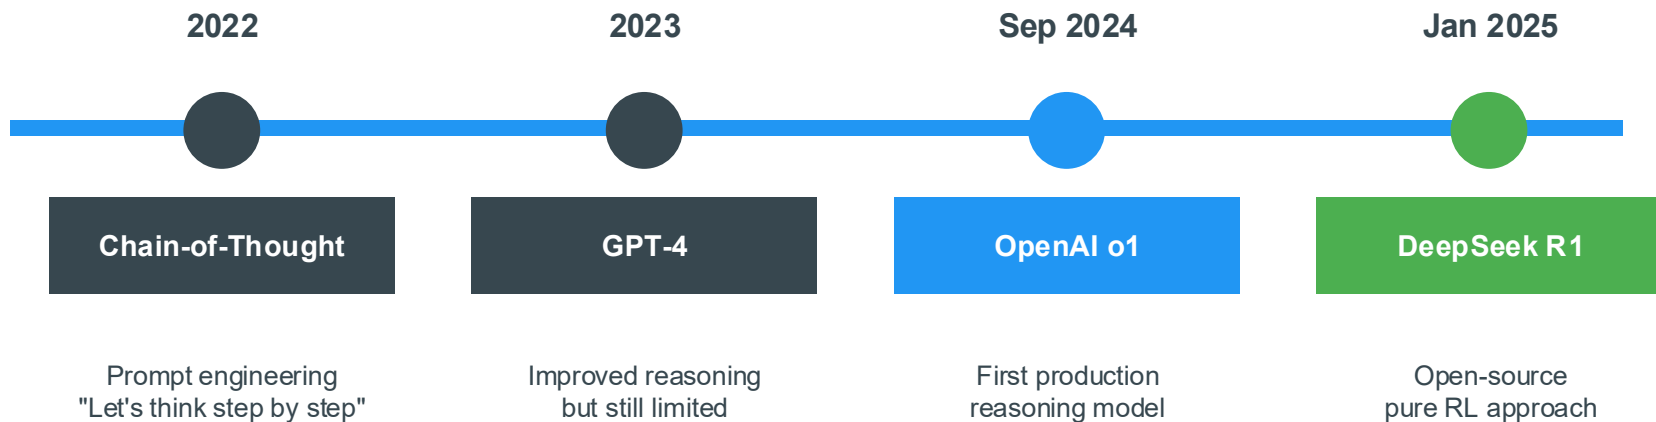 2022
2023
Sep 2024
Jan 2025
Chain-of-Thought
GPT-4
OpenAI o1
DeepSeek R1
Prompt engineering
"Let's think step by step"
Improved reasoning
but still limited
First production
reasoning model
Open-source
pure RL approach